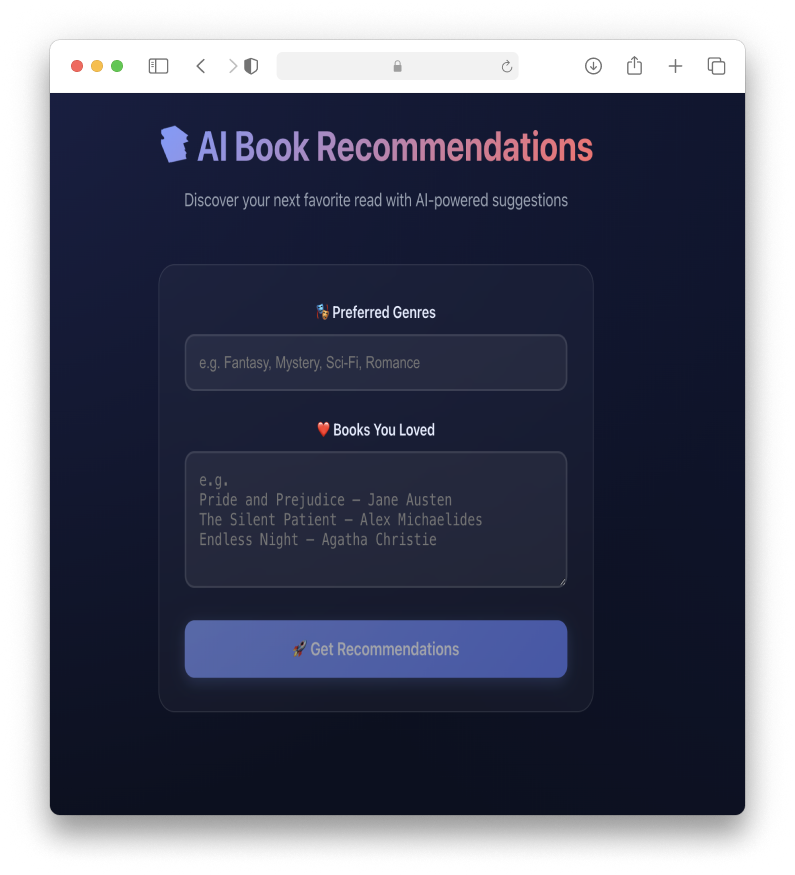 AI Book Recommendations
Discover your next favorite read with AI-powered suggestions
Preferred Genres
e.g. Fantasy, Mystery, Sci-Fi, Romance
Books You Loved
e.g.
Pride and Prejudice – Jane Austen
The Silent Patient – Alex Michaelides
Endless Night – Agatha Christie
Get Recommendations